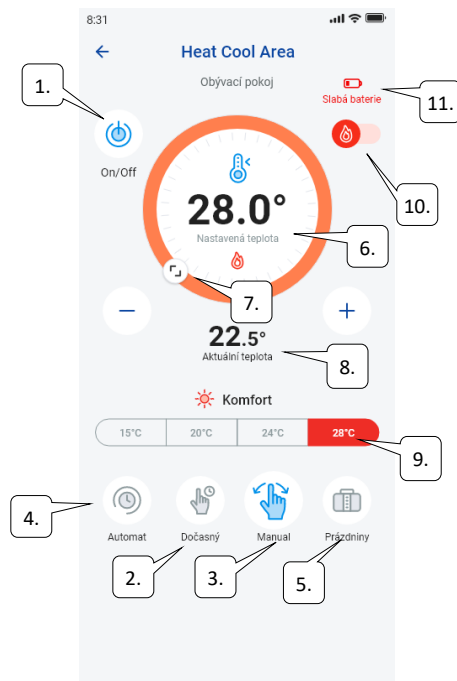 8:31
Heat Cool Area
1.
Obývací pokoj
Slabá baterie
11.
On/Off
10.
28.0°
Nastavená teplota
6.
7.
22.5°
Aktuální teplota
8.
Komfort
15°C 20°C 24°C 28°C
9.
4.
Automat Dočasný Manual Prázdniny
2. 3. 5.